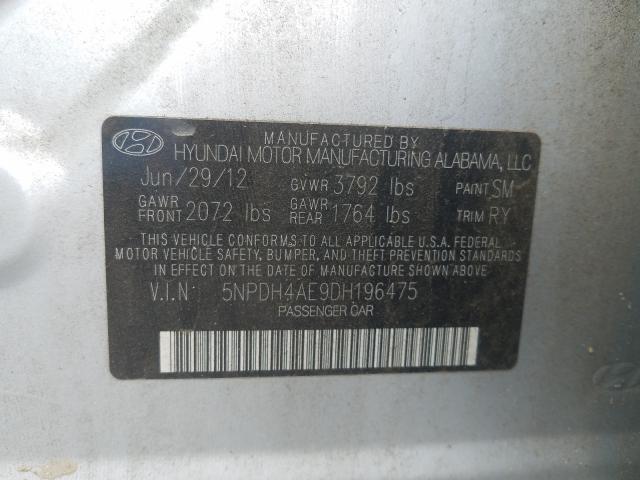 MANUFACTURED BY
HYUNDAI MOTOR MANUFACTURING ALABAMA, LLC
Jun/29/12 GVWR 3792 lbs PAINT SM
GAWR FRONT 2072 lbs GAWR REAR 1764 lbs TRIM RY
THIS VEHICLE CONFORMS TO ALL APPLICABLE U.S.A. FEDERAL
MOTOR VEHICLE SAFETY, BUMPER, AND THEFT PREVENTION STANDARDS
IN EFFECT ON THE DATE OF MANUFACTURE SHOWN ABOVE.
V.I.N: 5NPDH4AE9DH196475
PASSENGER CAR